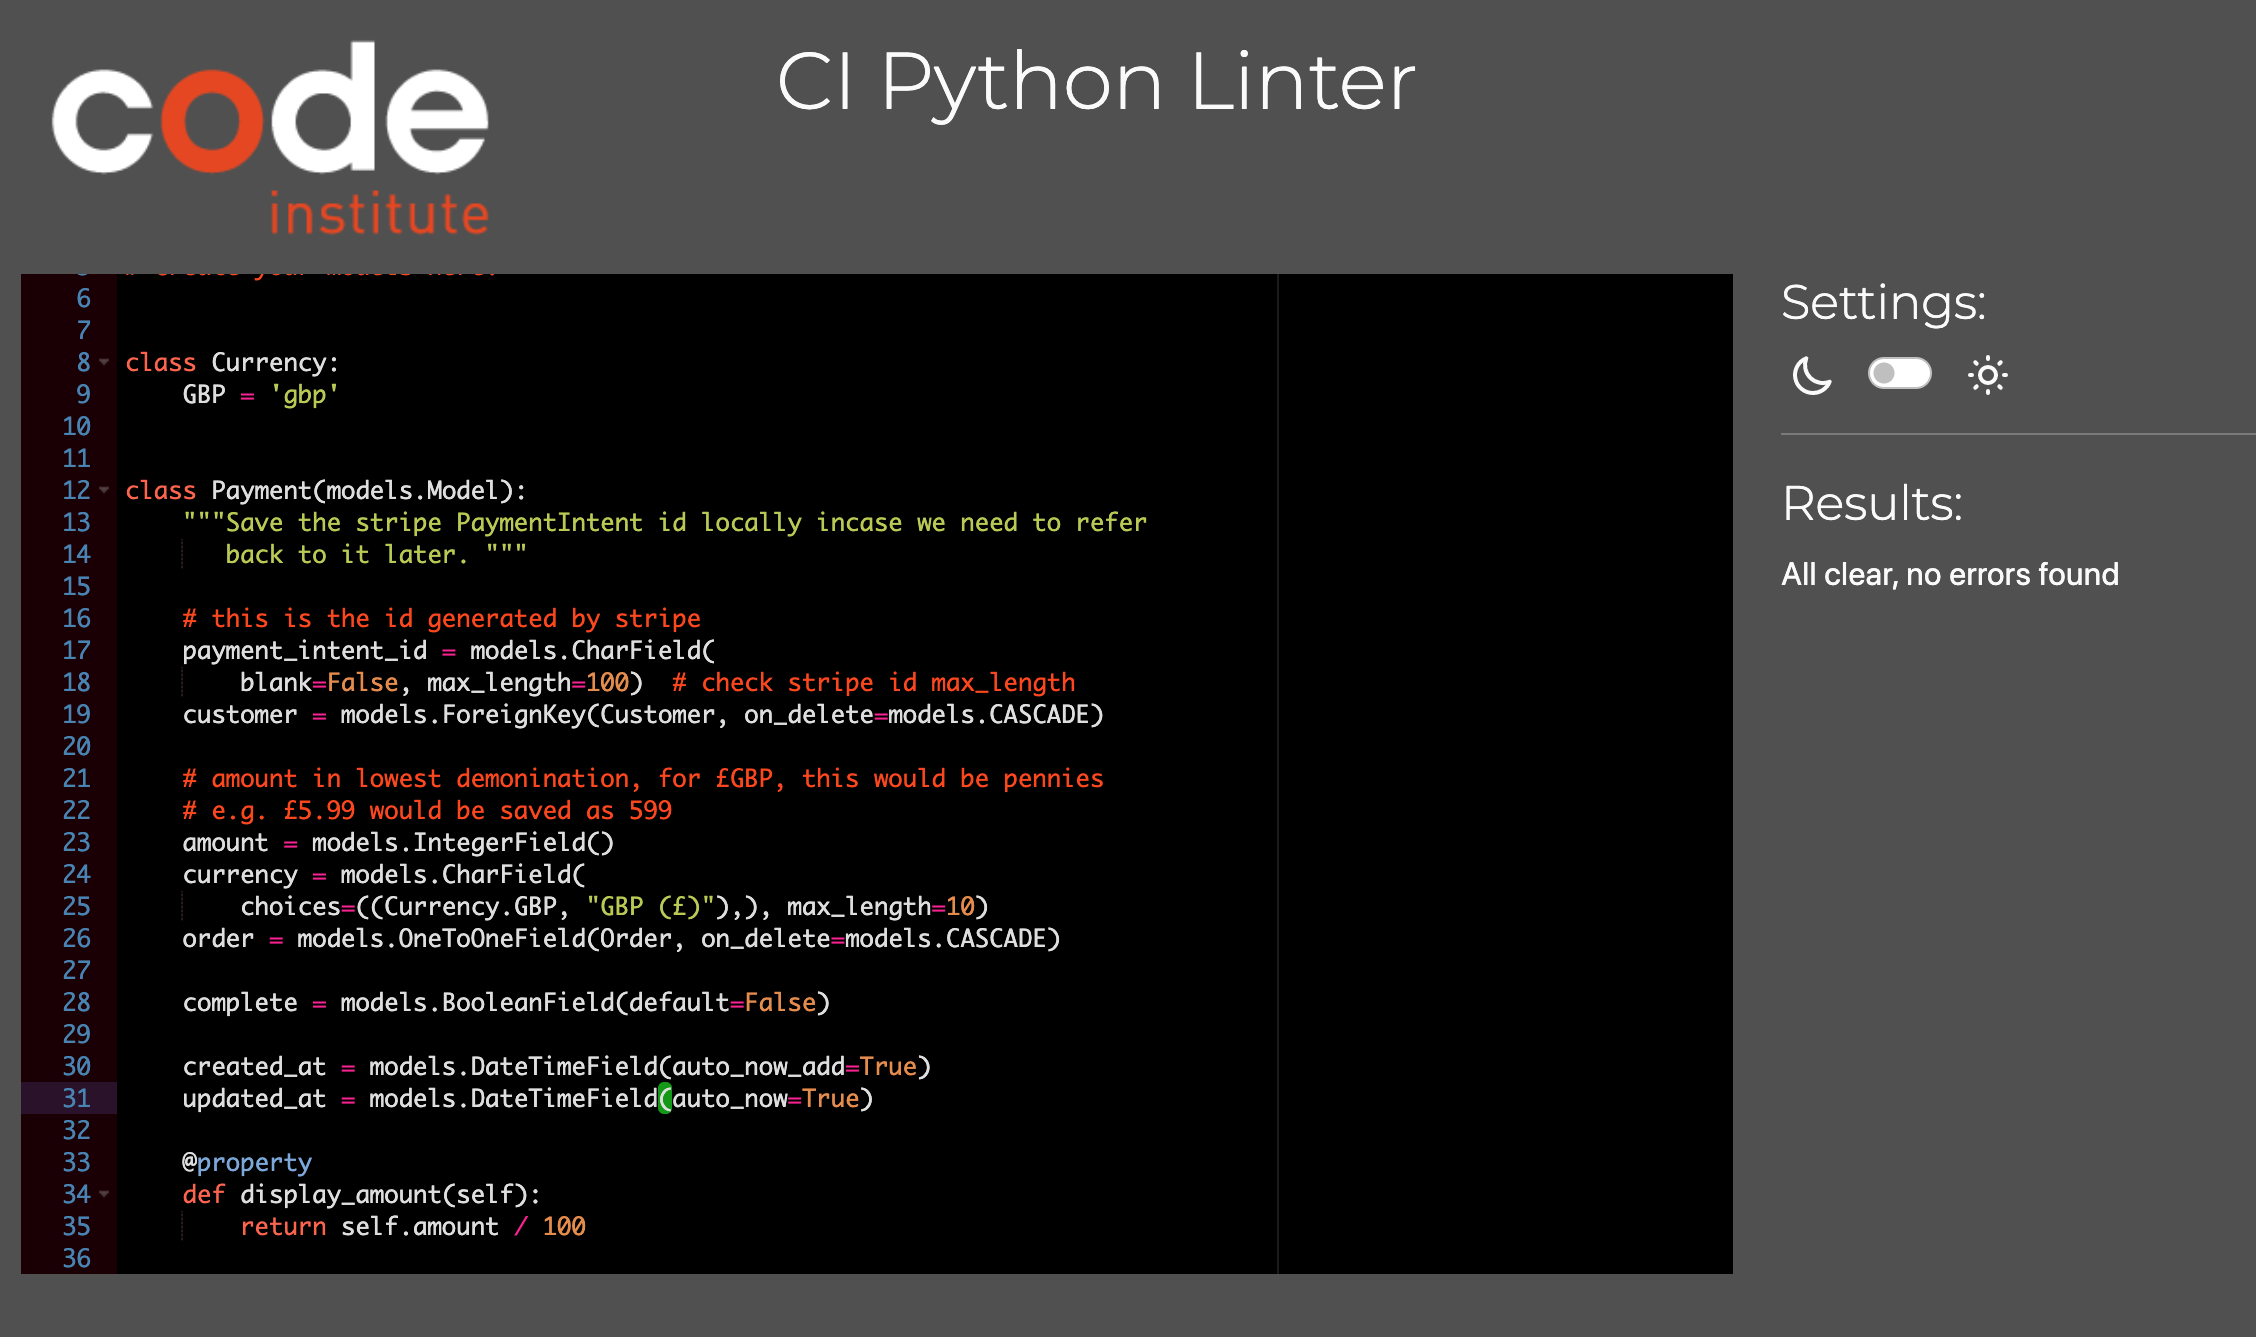 code
institute
CI Python Linter
6
7
8 class Currency:
9     GBP = 'gbp'
10
11
12 class Payment(models.Model):
13     """Save the stripe PaymentIntent id locally incase we need to refer
14        back to it later. """
15
16     # this is the id generated by stripe
17     payment_intent_id = models.CharField(
18         blank=False, max_length=100)  # check stripe id max_length
19     customer = models.ForeignKey(Customer, on_delete=models.CASCADE)
20
21     # amount in lowest demonination, for £GBP, this would be pennies
22     # e.g. £5.99 would be saved as 599
23     amount = models.IntegerField()
24     currency = models.CharField(
25         choices=((Currency.GBP, "GBP (£)"),), max_length=10)
26     order = models.OneToOneField(Order, on_delete=models.CASCADE)
27
28     complete = models.BooleanField(default=False)
29
30     created_at = models.DateTimeField(auto_now_add=True)
31     updated_at = models.DateTimeField(auto_now=True)
32
33     @property
34     def display_amount(self):
35         return self.amount / 100
36
Settings:
Results:
All clear, no errors found